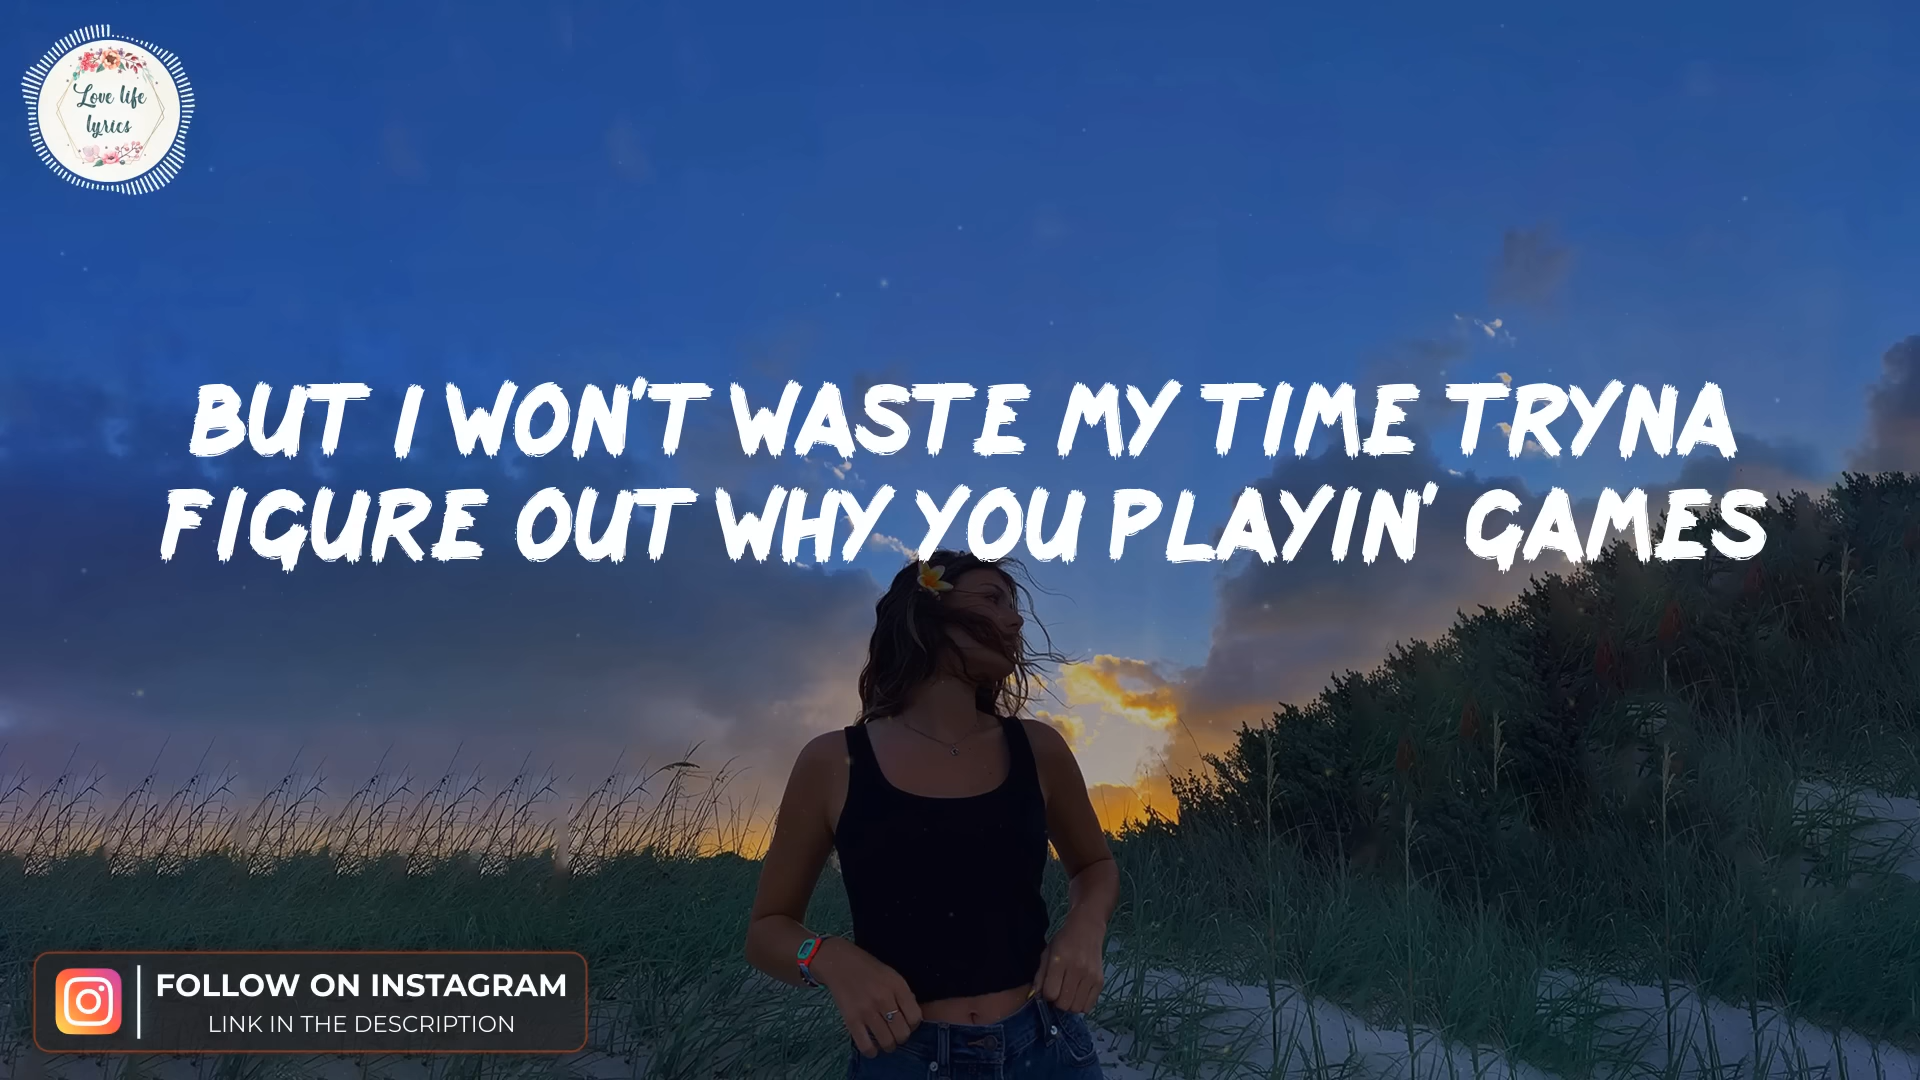 Love life
lyrics
BUT I WON'T WASTE MY TIME TRYNA
FIGURE OUT WHY YOU PLAYIN' GAMES
FOLLOW ON INSTAGRAM
LINK IN THE DESCRIPTION